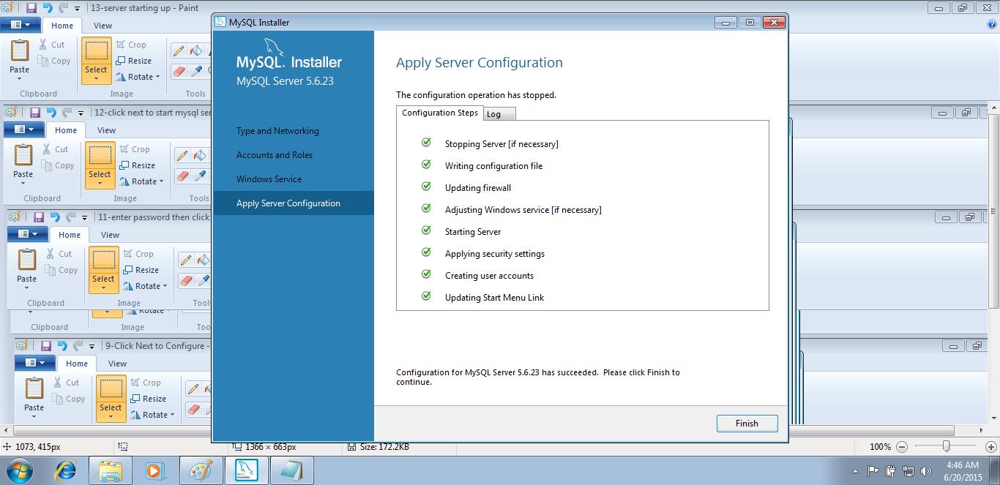 13-server starting up - Paint
Home
View
Cut
Copy
Paste
Clipboard
Select
Crop
Resize
Rotate
Image
Tools
12-click next to start mysql ser
Home
View
Cut
Copy
Paste
Clipboard
Select
Crop
Resize
Rotate
Image
Tools
11-enter password then click
Home
View
Cut
Copy
Paste
Clipboard
Select
Crop
Resize
Rotate
Image
Tools
Rotate
Clipboard
Image
Too
9-Click Next to Configure -
Home
View
Cut
Copy
Paste
Select
Crop
Resize
Rotate
MySQL Installer
MySQL. Installer
MySQL Server 5.6.23
Type and Networking
Accounts and Roles
Windows Service
Apply Server Configuration
Apply Server Configuration
The configuration operation has stopped.
Configuration Steps
Log
Stopping Server [if necessary]
Writing configuration file
Updating firewall
Adjusting Windows service [if necessary]
Starting Server
Applying security settings
Creating user accounts
Updating Start Menu Link
Configuration for MySQL Server 5.6.23 has succeeded. Please click Finish to
continue.
Finish
1073, 415px
1366 × 663px
Size: 172.2KB
100%
4:46 AM
6/20/2015